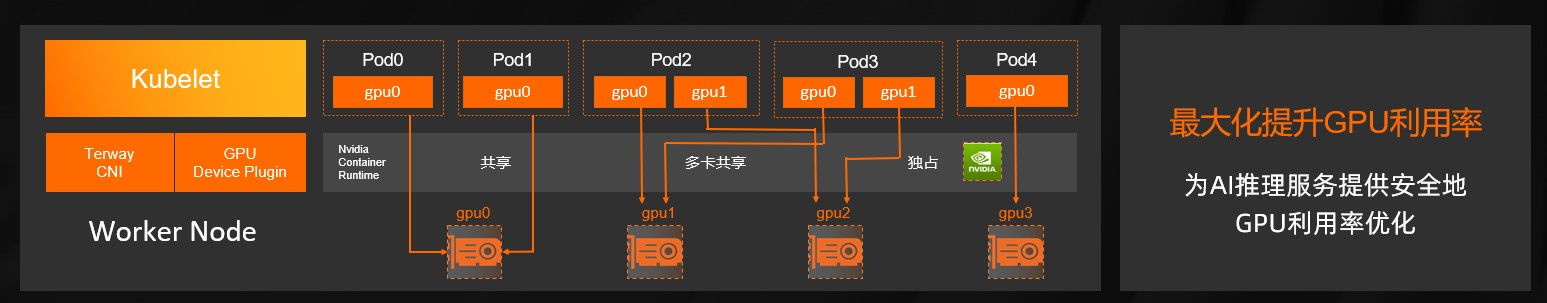 Kubelet
Terway
CNI
GPU
Device Plugin
Worker Node
Pod0
gpu0
Pod1
gpu0
Pod2
gpu0
gpu1
Pod3
gpu0
gpu1
Pod4
gpu0
Nvidia
Container
Runtime
共享
多卡共享
独占
NVIDIA
gpu0
gpu1
gpu2
gpu3
最大化提升GPU利用率
为AI推理服务提供安全地
GPU利用率优化